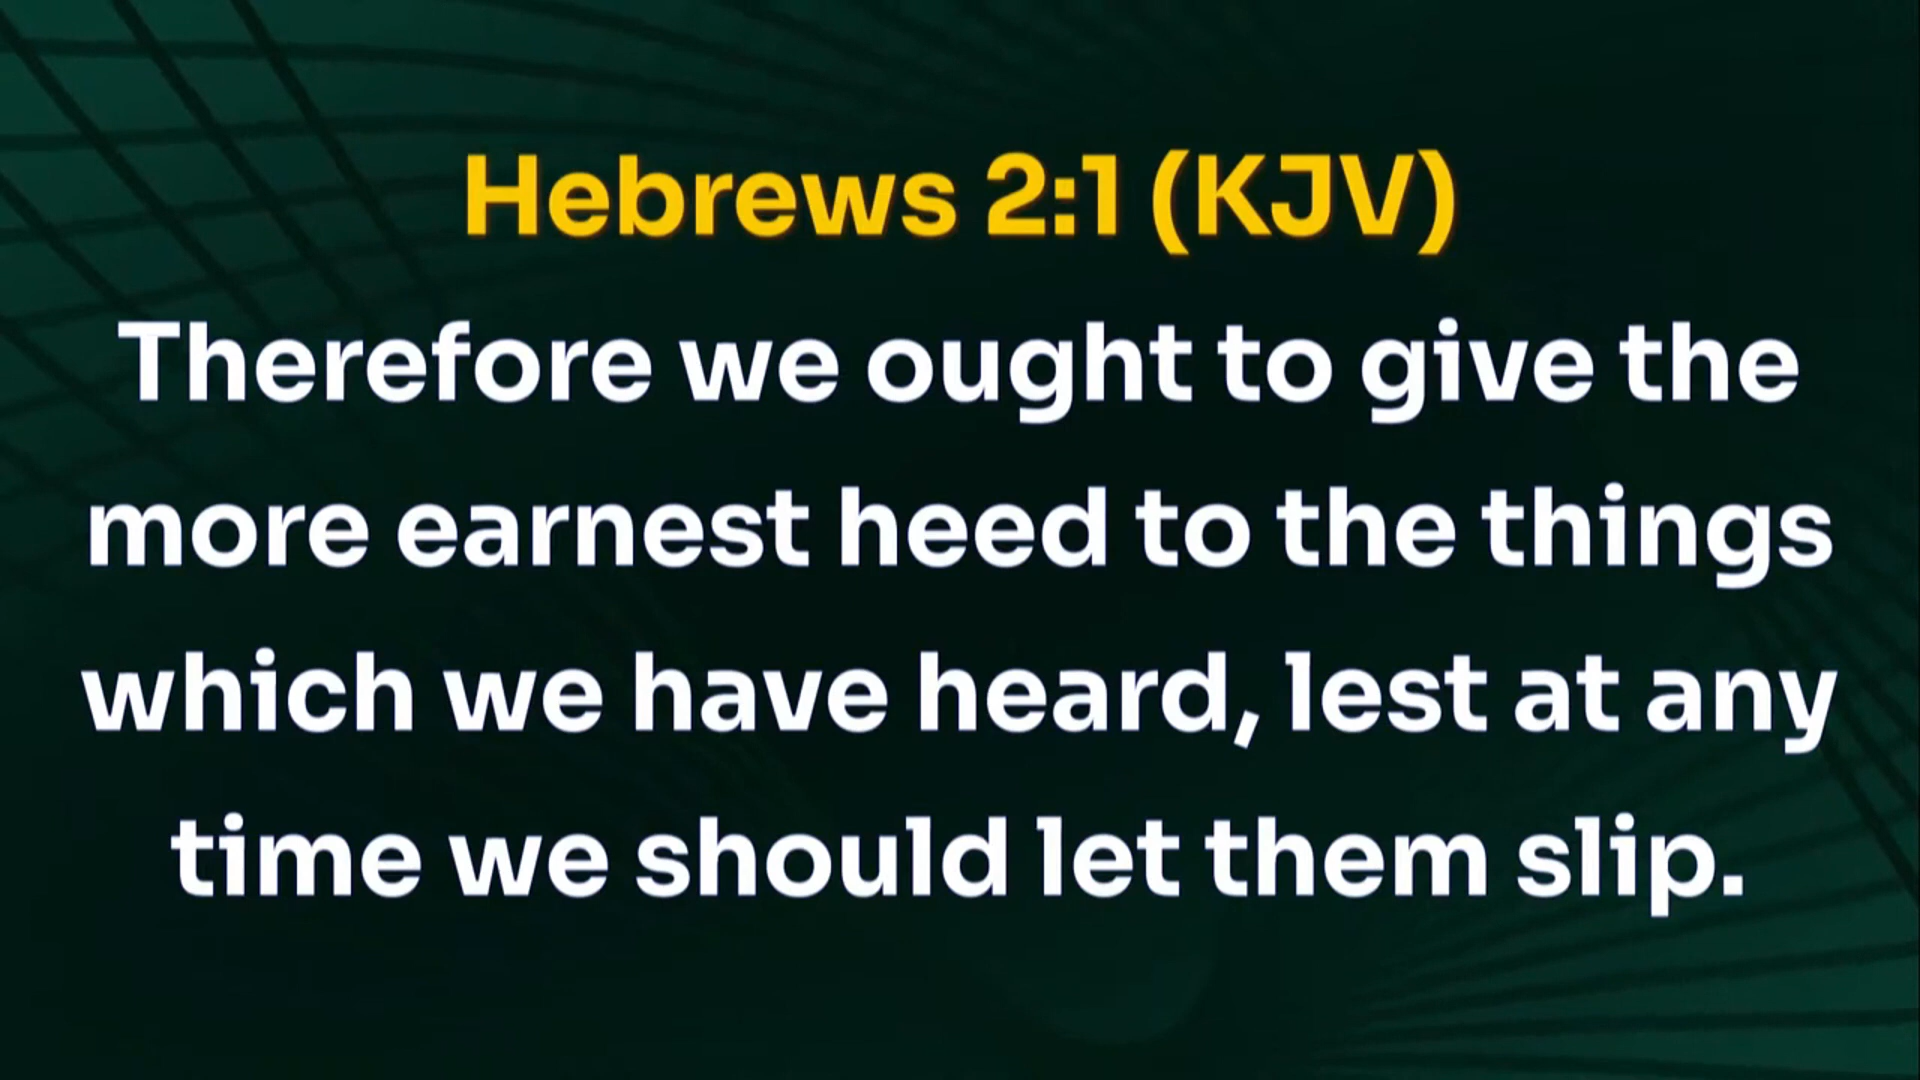 Hebrews 2:1 (KJV)
Therefore we ought to give the
more earnest heed to the things
which we have heard, lest at any
time we should let them slip.